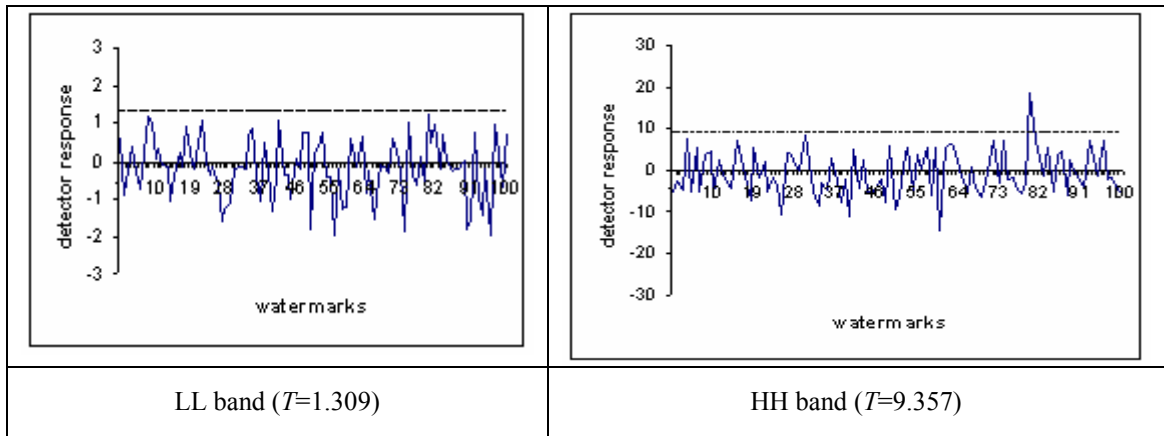 3
2
1
0
-1
-2
-3
detector response
10 19 28 37 46 55 64 73 82 91 100
watermarks
LL band (T=1.309)
30
20
10
0
-10
-20
-30
detector response
10 19 28 37 46 55 64 73 82 91 100
watermarks
HH band (T=9.357)